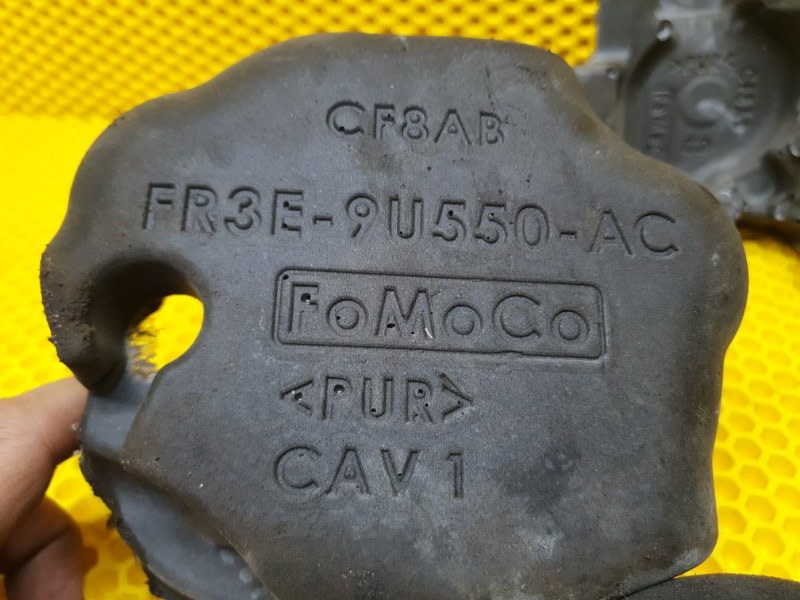 CF8AB
FR3E-9U550-AC
FoMoCo
<PUR>
CAV 1